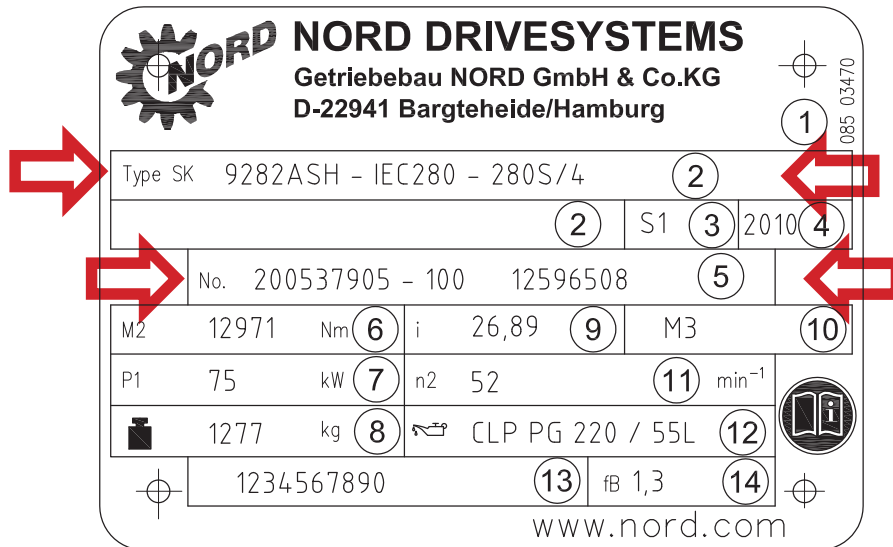 NORD
NORD DRIVESYSTEMS
Getriebebau NORD GmbH & Co.KG
D-22941 Bargteheide/Hamburg
1
085 03470
Type SK 9282ASH - IEC280 - 280S/4 2
2 S1 3 2010 4
No. 200537905 - 100 12596508 5
M2 12971 Nm 6 i 26,89 9 M3 10
P1 75 kW 7 n2 52 11 min-1
1277 kg 8 CLP PG 220 / 55L 12
1234567890 13 fB 1,3 14
www.nord.com